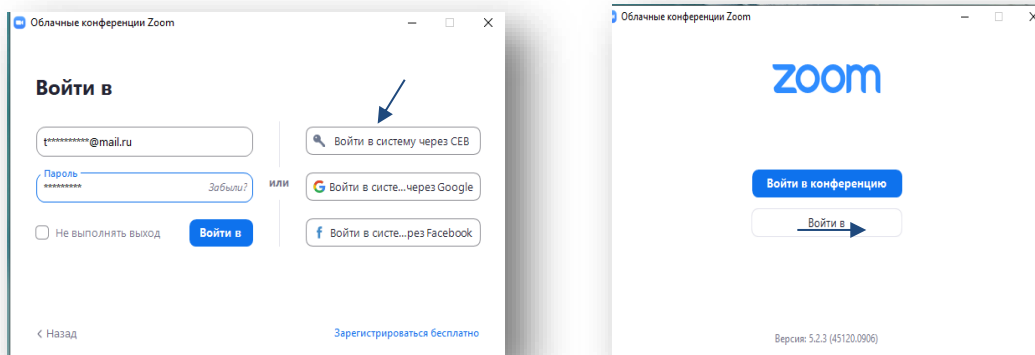 Облачные конференции Zoom
Войти в
t**********@mail.ru
Пароль
*********
Забыли?
Не выполнять выход
Войти в
или
Войти в систему через СЕВ
Войти в систе...через Google
Войти в систе...рез Facebook
< Назад
Зарегистрироваться бесплатно
Облачные конференции Zoom
zoom
Войти в конференцию
Войти в
Версия: 5.2.3 (45120.0906)